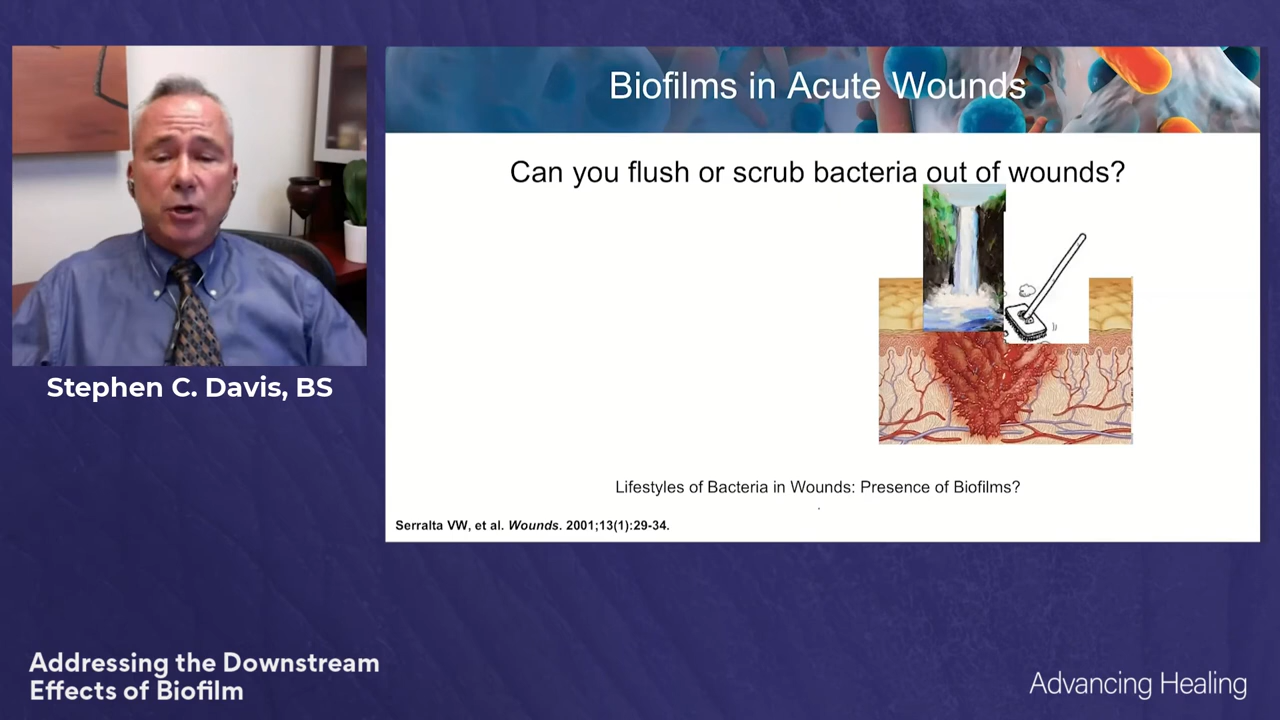 Biofilms in Acute Wounds
Can you flush or scrub bacteria out of wounds?
Stephen C. Davis, BS
Lifestyles of Bacteria in Wounds: Presence of Biofilms?
Serralta VW, et al. Wounds. 2001;13(1):29-34.
Addressing the Downstream
Effects of Biofilm
Advancing Healing